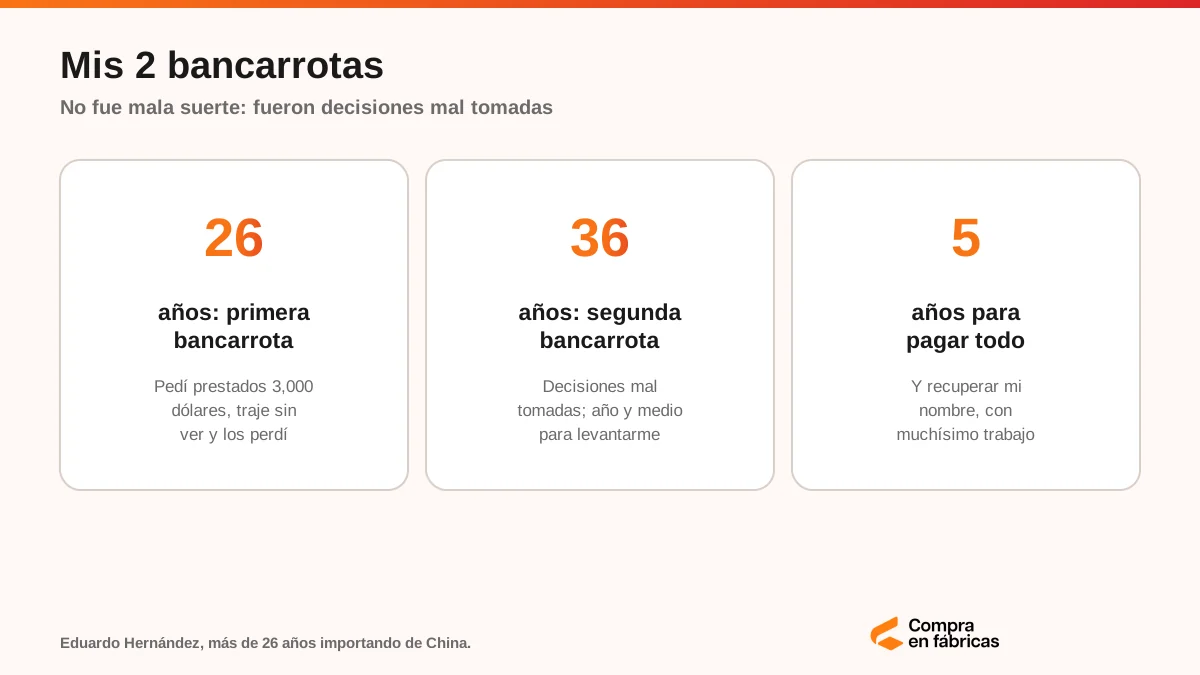 Mis 2 bancarrotas
No fue mala suerte: fueron decisiones mal tomadas
26
años: primera
bancarrota
Pedí prestados 3,000
dólares, traje sin
ver y los perdí
36
años: segunda
bancarrota
Decisiones mal
tomadas; año y medio
para levantarme
5
años para
pagar todo
Y recuperar mi
nombre, con
muchísimo trabajo
Eduardo Hernández, más de 26 años importando de China.
Compra
en fábricas